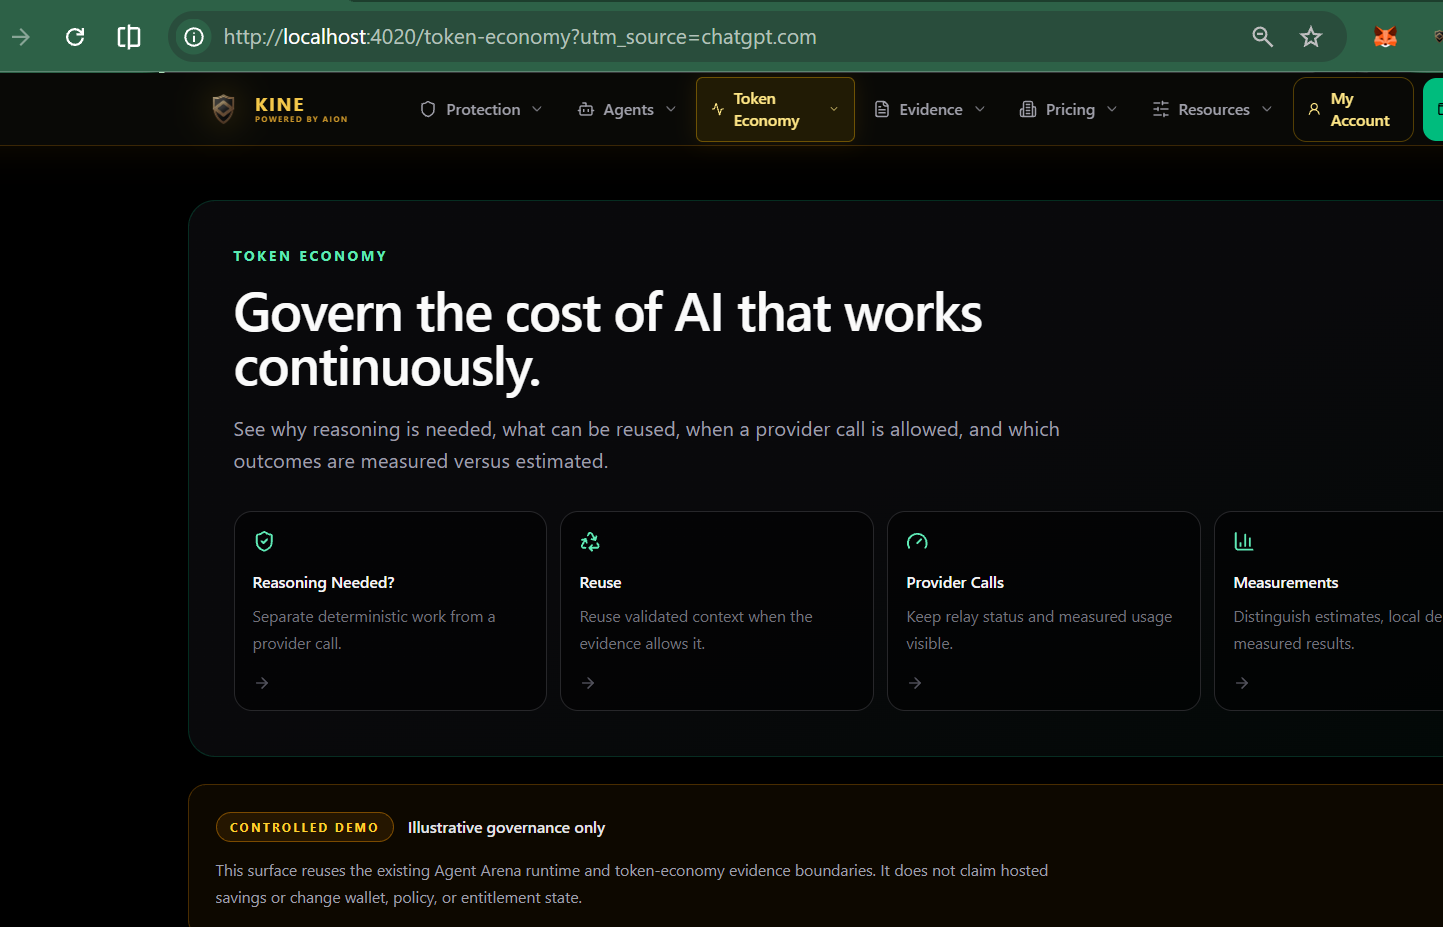 http://localhost:4020/token-economy?utm_source=chatgpt.com
KINE
POWERED BY AION
Protection
Agents
Token
Economy
Evidence
Pricing
Resources
My
Account
TOKEN ECONOMY
Govern the cost of AI that works
continuously.
See why reasoning is needed, what can be reused, when a provider call is allowed, and which
outcomes are measured versus estimated.
Reasoning Needed?
Separate deterministic work from a
provider call.
Reuse
Reuse validated context when the
evidence allows it.
Provider Calls
Keep relay status and measured usage
visible.
Measurements
Distinguish estimates, local de
measured results.
CONTROLLED DEMO
Illustrative governance only
This surface reuses the existing Agent Arena runtime and token-economy evidence boundaries. It does not claim hosted
savings or change wallet, policy, or entitlement state.